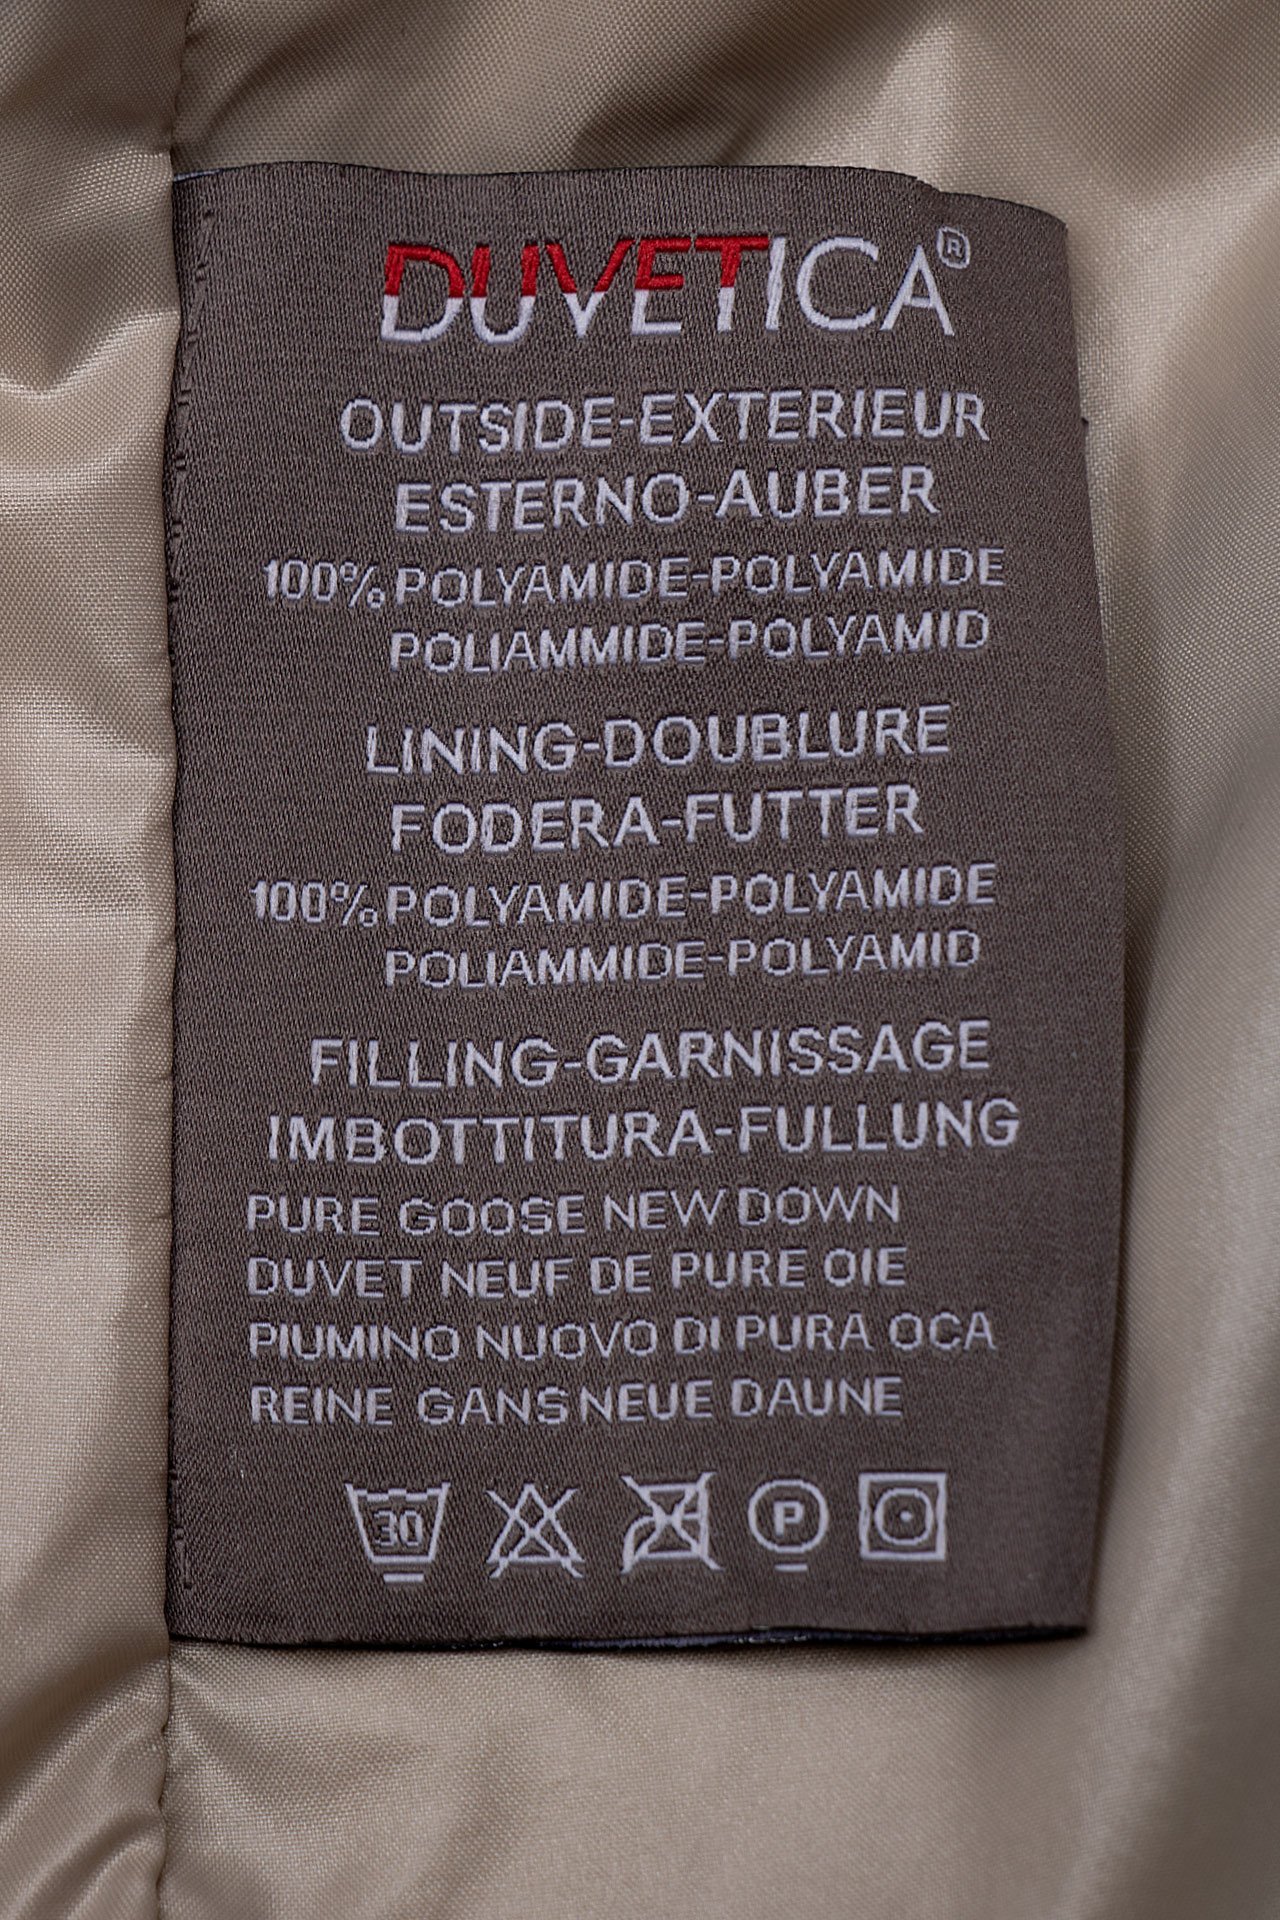 DUVETICA®
OUTSIDE-EXTERIEUR
ESTERNO-AUBER
100% POLYAMIDE-POLYAMIDE
POLIAMMIDE-POLYAMID
LINING-DOUBLURE
FODERA-FUTTER
100% POLYAMIDE-POLYAMIDE
POLIAMMIDE-POLYAMID
FILLING-GARNISSAGE
IMBOTTITURA-FULLUNG
PURE GOOSE NEW DOWN
DUVET NEUF DE PURE OIE
PIUMINO NUOVO DI PURA OCA
REINE GANS NEUE DAUNE
30 P